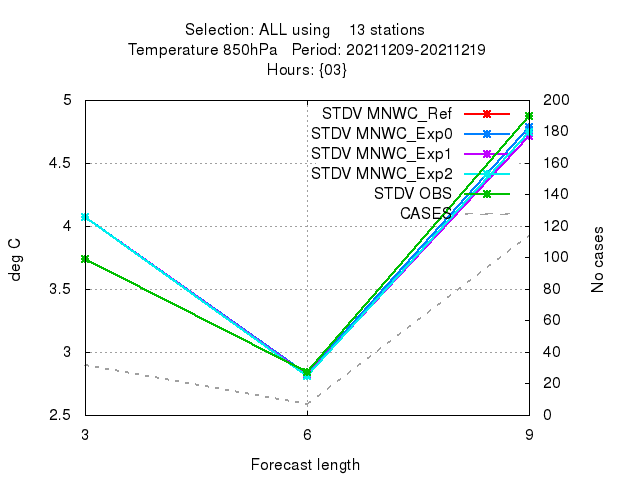 Selection: ALL using 13 stations
Temperature 850hPa Period: 20211209-20211219
Hours: {03}
5
4.5
4
3.5
3
2.5
deg C
STDV MNWC_Ref
STDV MNWC_Exp0
STDV MNWC_Exp1
STDV MNWC_Exp2
STDV OBS
CASES
200
180
160
140
120
100
80
60
40
20
0
No cases
3 6 9
Forecast length